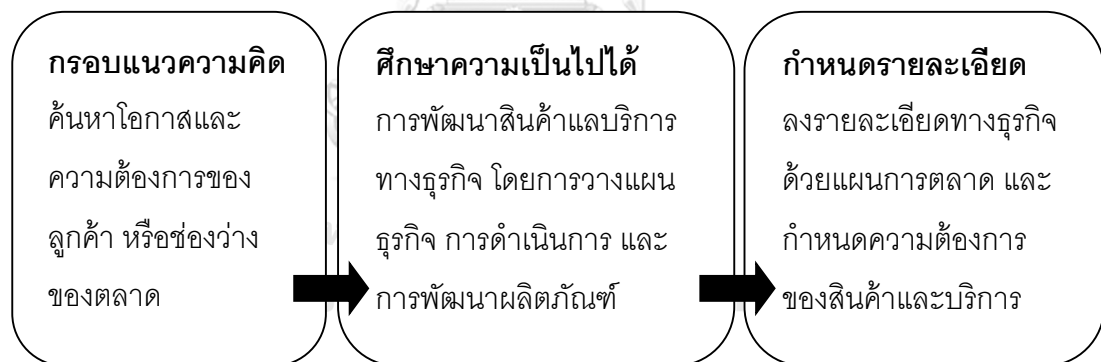 กรอบแนวความคิด
ค้นหาโอกาสและ
ความต้องการของ
ลูกค้า หรือช่องว่าง
ของตลาด
ศึกษาความเป็นไปได้
การพัฒนาสินค้าแลบริการ
ทางธุรกิจ โดยการวางแผน
ธุรกิจ การดำเนินการ และ
การพัฒนาผลิตภัณฑ์
กำหนดรายละเอียด
ลงรายละเอียดทางธุรกิจ
ด้วยแผนการตลาด และ
กำหนดความต้องการ
ของสินค้าและบริการ